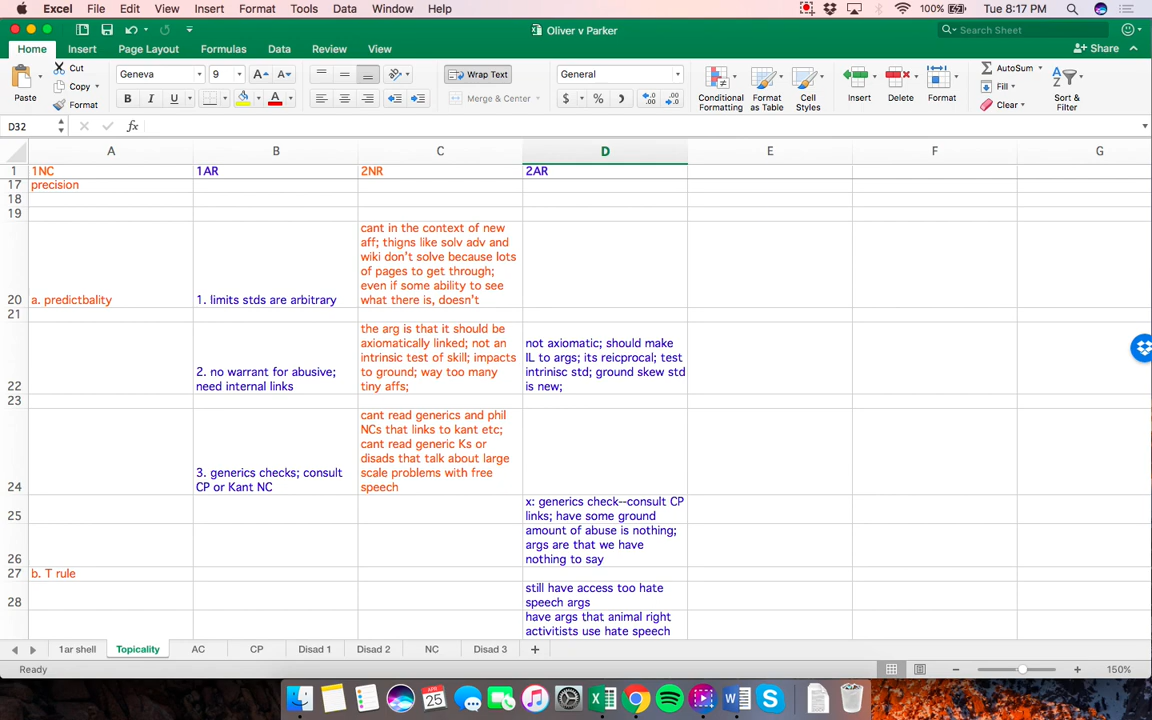 Excel File Edit View Insert Format Tools Data Window Help 100% Tue 8:17 PM
Oliver v Parker
Search Sheet
Home Insert Page Layout Formulas Data Review View
Share
Paste
Cut
Copy
Format
Geneva 9
A A
B I U A
Wrap Text
Merge & Center
General
$ % )
Conditional Formatting
Format as Table
Cell Styles
Insert
Delete
Format
AutoSum
Fill
Clear
Sort & Filter
D32 fx
A B C D E F G
1 1NC 1AR 2NR 2AR
17 precision
18
19
cant in the context of new
aff; thigns like solv adv and
wiki don't solve because lots
of pages to get through;
even if some ability to see
20 a. predictbality 1. limits stds are arbitrary what there is, doesn't
21
the arg is that it should be
axiomatically linked; not an
intrinsic test of skill; impacts
to ground; way too many
tiny affs;
2. no warrant for abusive;
need internal links
not axiomatic; should make
IL to args; its reicprocal; test
intrinisc std; ground skew std
is new;
22
23
cant read generics and phil
NCs that links to kant etc;
cant read generic Ks or
disads that talk about large
scale problems with free
speech
3. generics checks; consult
CP or Kant NC
24
x: generics check--consult CP
links; have some ground
25
amount of abuse is nothing;
args are that we have
nothing to say
26
27 b. T rule
still have access too hate
speech args
28
have args that animal right
activitists use hate speech
1ar shell Topicality AC CP Disad 1 Disad 2 NC Disad 3 +
Ready 150%
APR
25